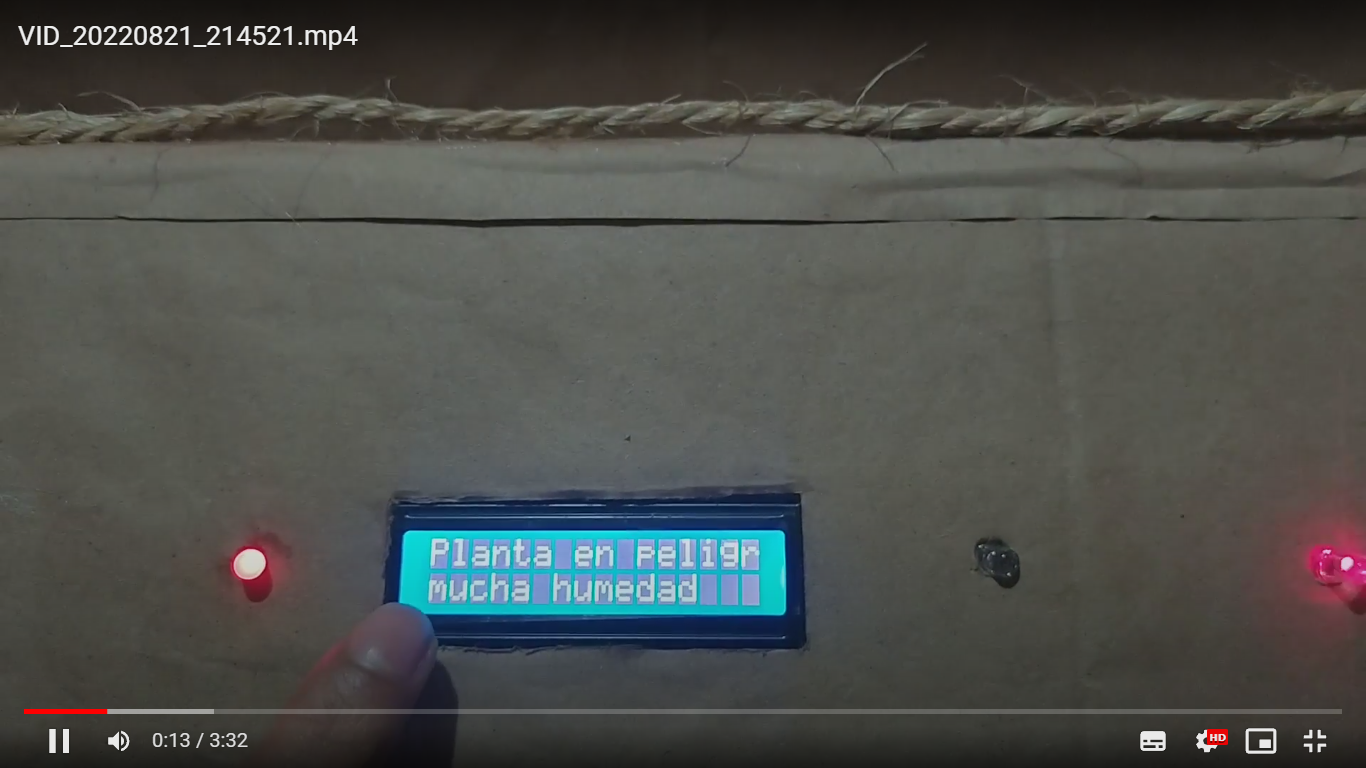 VID_20220821_214521.mp4
Planta en peligr
mucha humedad
0:13 / 3:32
HD